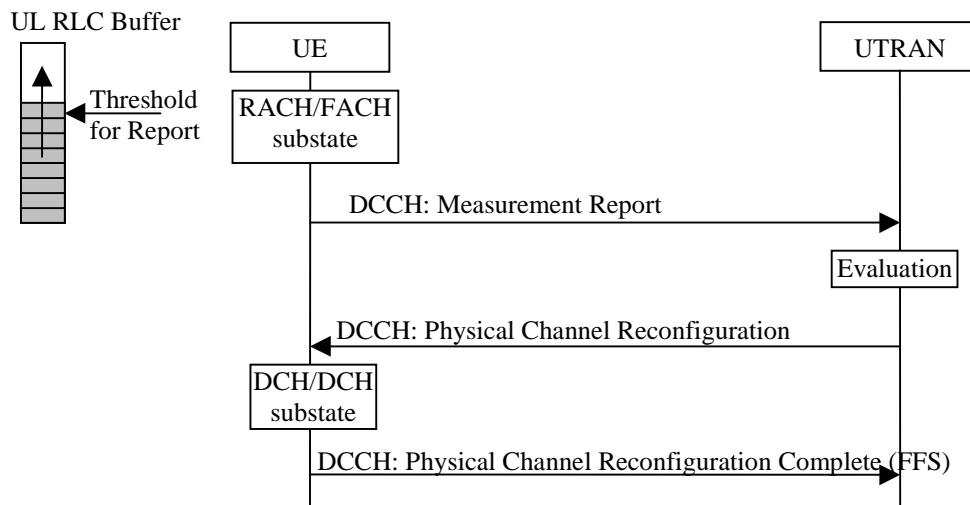 UL RLC Buffer
UE
UTRAN
Threshold
for Report
RACH/FACH
substate
DCCH: Measurement Report
Evaluation
DCCH: Physical Channel Reconfiguration
DCH/DCH
substate
DCCH: Physical Channel Reconfiguration Complete (FFS)